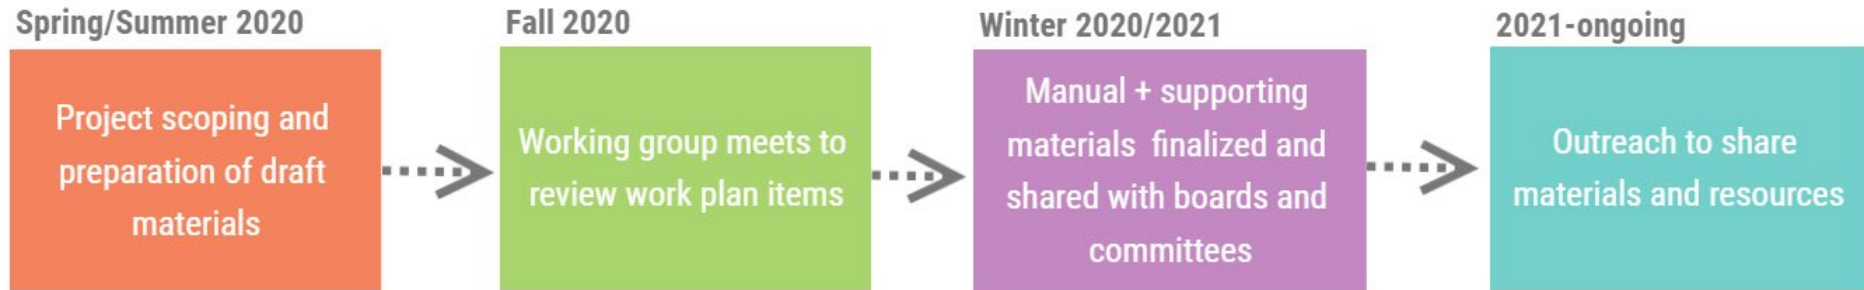 Spring/Summer 2020
Project scoping and
preparation of draft
materials
Fall 2020
Working group meets to
review work plan items
Winter 2020/2021
Manual + supporting
materials finalized and
shared with boards and
committees
2021-ongoing
Outreach to share
materials and resources